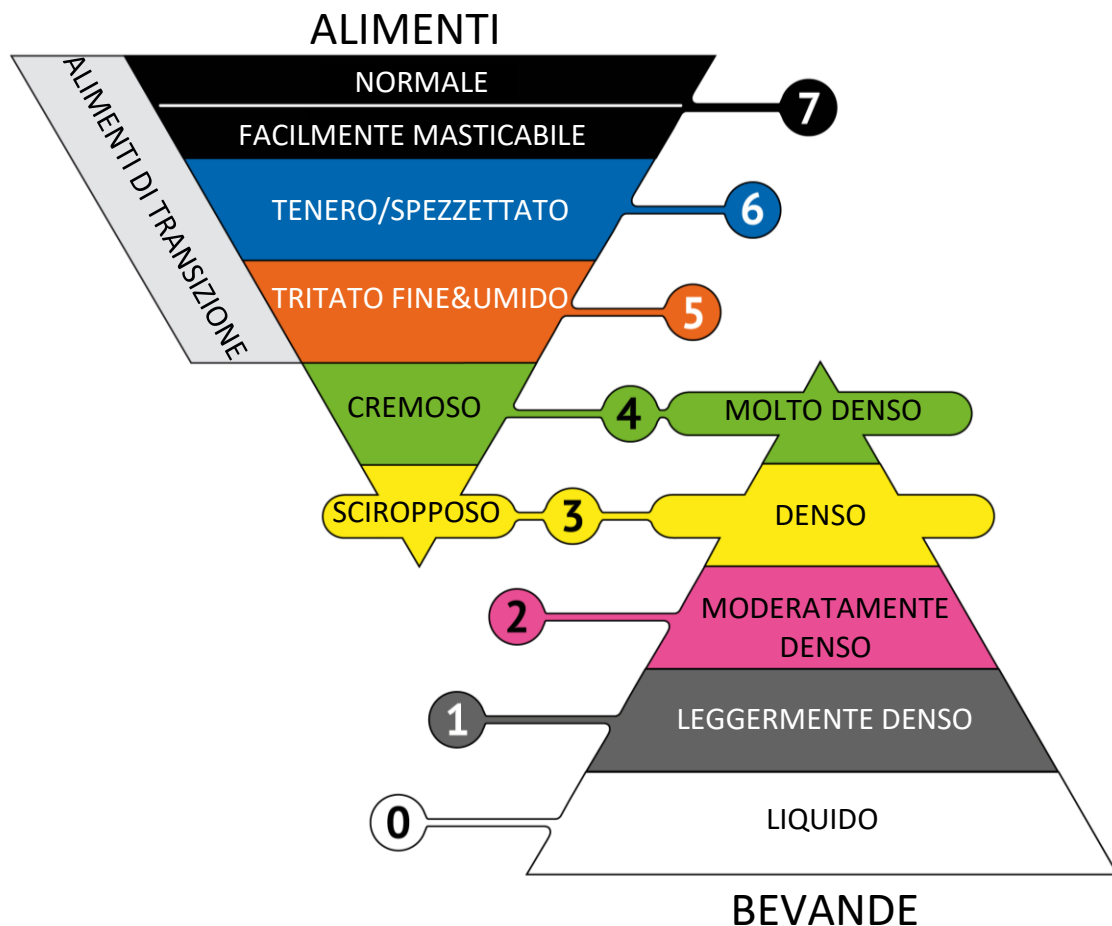 ALIMENTI
NORMALE
7
FACILMENTE MASTICABILE
ALIMENTI DI TRANSIZIONE
TENERO/SPEZZETTATO
6
TRITATO FINE&UMIDO
5
CREMOSO
4
MOLTO DENSO
SCIROPPOSO
3
DENSO
2
MODERATAMENTE
DENSO
1
LEGGERMENTE DENSO
0
LIQUIDO
BEVANDE